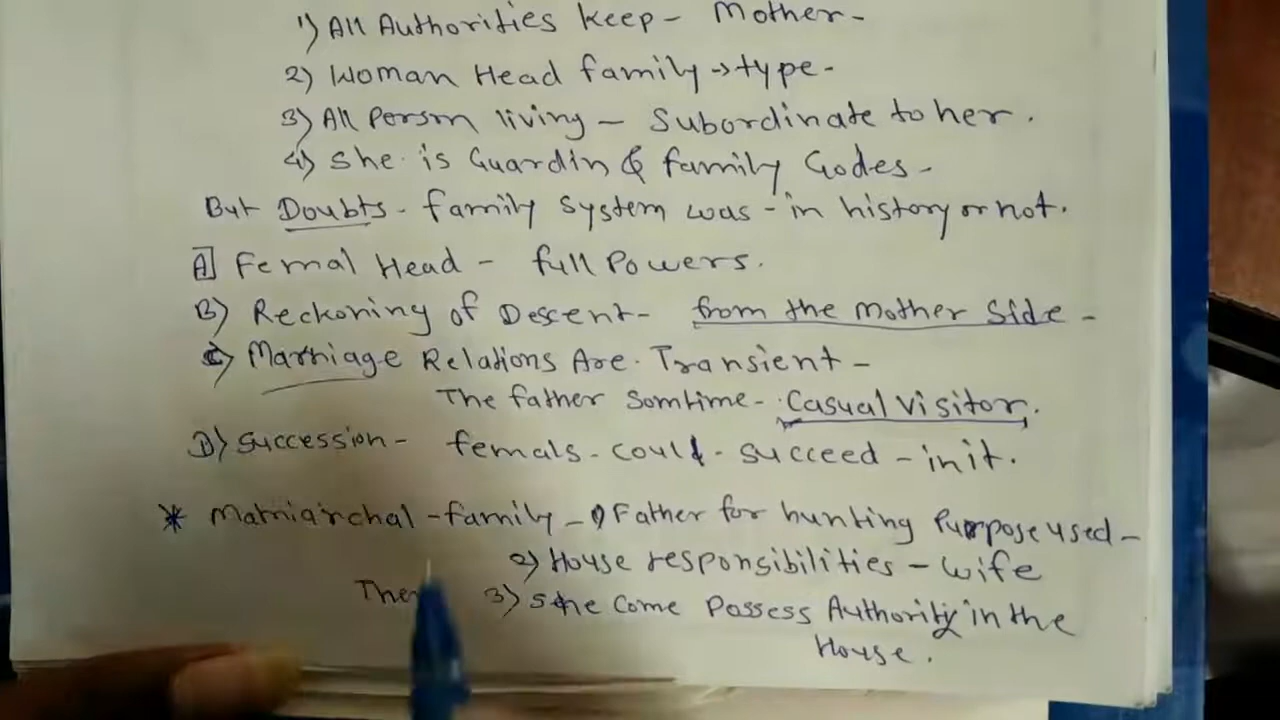 1) All Authorities Keep - Mother -
2) Woman Head family → type -
3) All Person living - Subordinate to her.
4) She is Guardin & family Godes -
But Doubts - family System was - in history or not.
A] Femal Head - full Powers.
B) Reckoning of Descent - from the Mother Side -
C) Marriage Relations Are Transient -
The father Somtime - Casual Visitor.
D) Succession - femals - could - succeed - in it.
* Matriarchal - family - 1) Father for hunting Purpose used -
2) House responsibilities - wife
The 3) She Come Possess Authority in the
House.